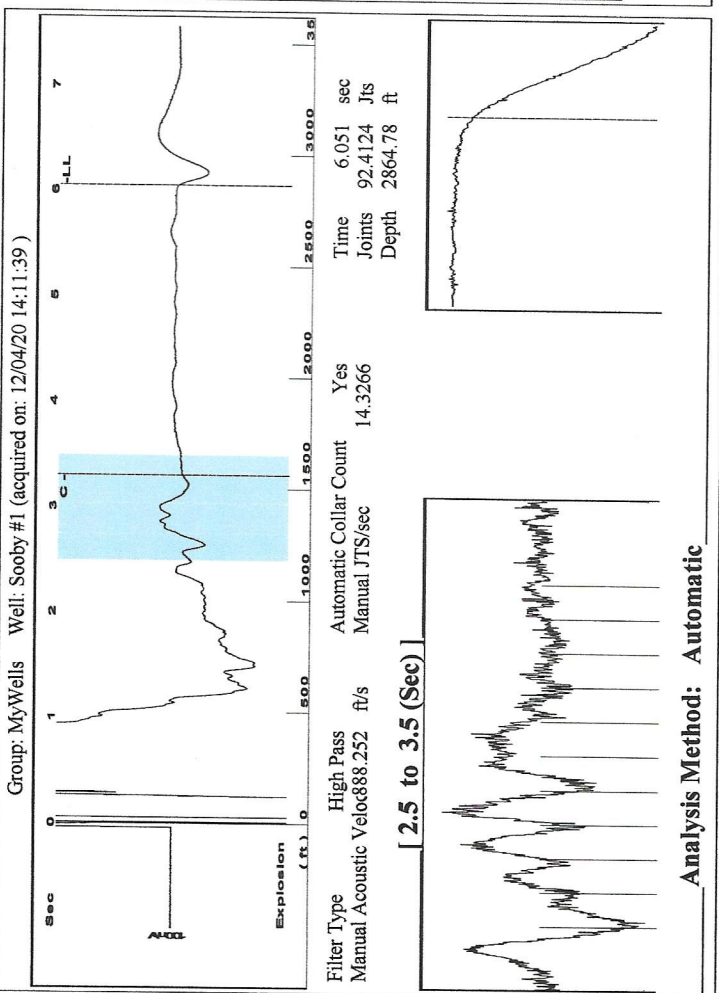 Group: MyWells Well: Sooby #1 (acquired on: 12/04/20 14:11:39 )
Sec 0 1 2 3 4 5 6 7
C -
-LL
Explosion
( ft ) 0 500 1000 1500 2000 2500 3000 35
Filter Type High Pass Automatic Collar Count Yes Time 6.051 sec
Manual Acoustic Veloc888.252 ft/s Manual JTS/sec 14.3266 Joints 92.4124 Jts
Depth 2864.78 ft
[ 2.5 to 3.5 (Sec) ]
Analysis Method: Automatic